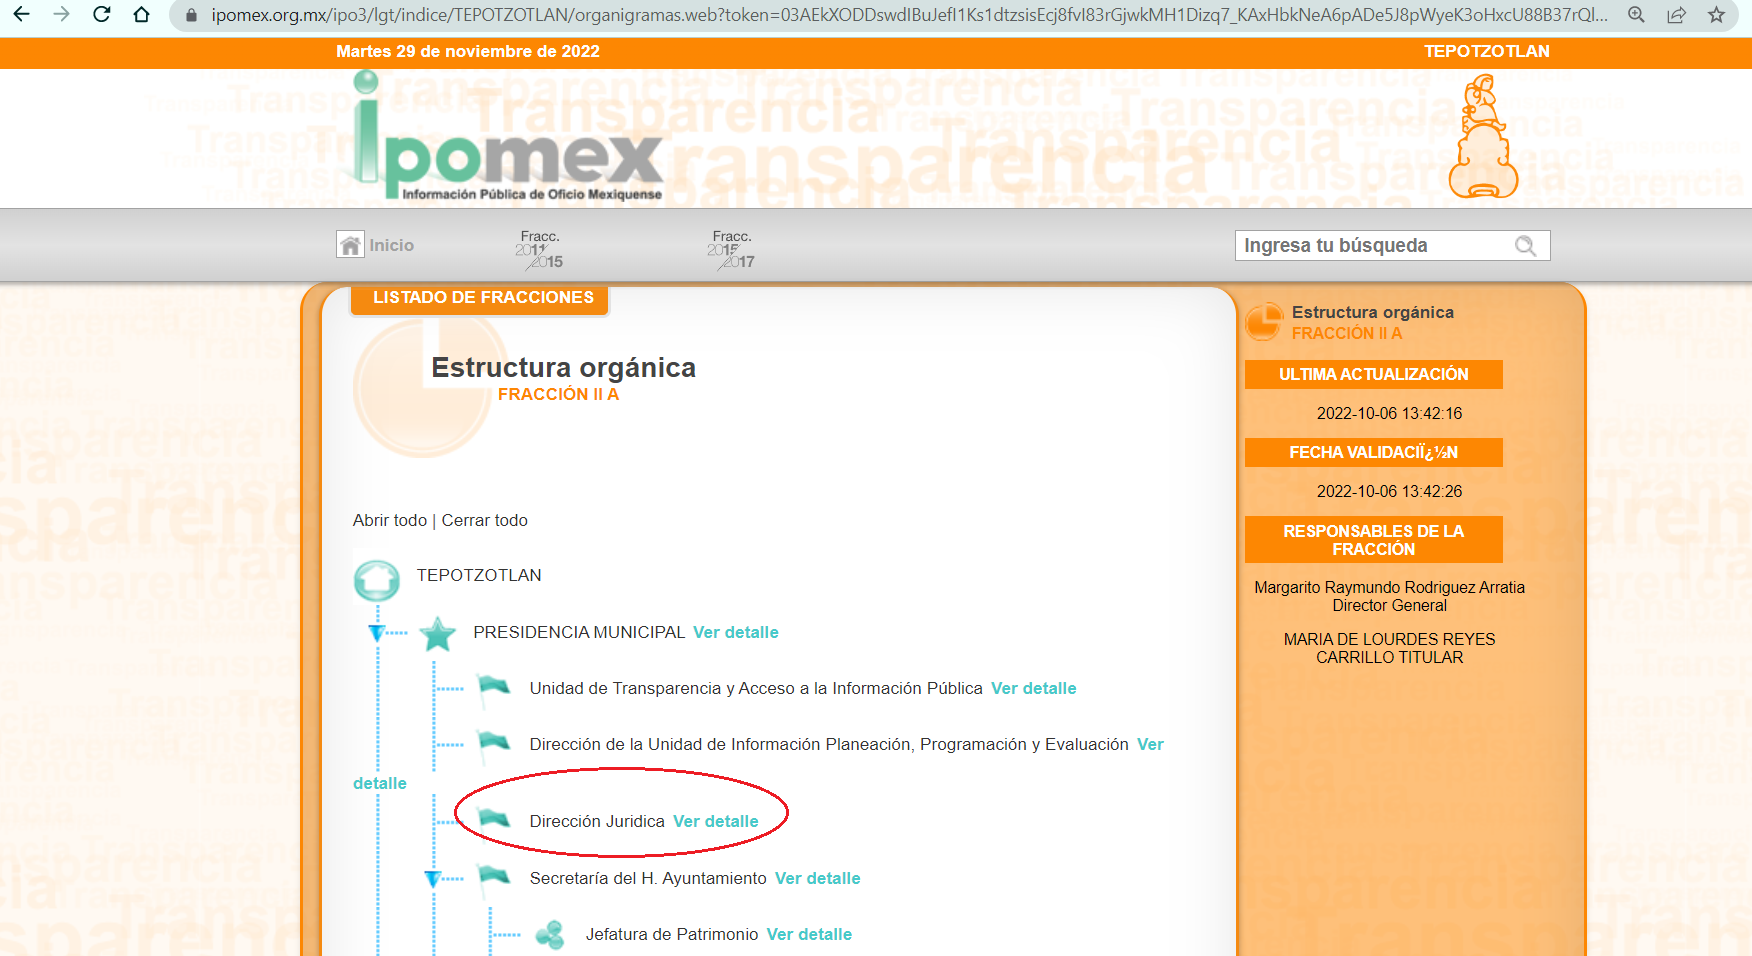 ipomex.org.mx/ipo3/lgt/indice/TEPOTZOTLAN/organigramas.web?token=03AEkXODDswdIBuJefI1Ks1dtzsisEcj8fvI83rGjwkMH1Dizq7_KAxHbkNeA6pADe5J8pWyeK3oHxcU88B37rQl...
Martes 29 de noviembre de 2022
TEPOTZOTLAN
ipomex
Información Pública de Oficio Mexiquense
Inicio
Fracc.
2011/2015
Fracc.
2015/2017
Ingresa tu búsqueda
LISTADO DE FRACCIONES
Estructura orgánica
FRACCIÓN II A
Abrir todo | Cerrar todo
TEPOTZOTLAN
PRESIDENCIA MUNICIPAL Ver detalle
Unidad de Transparencia y Acceso a la Información Pública Ver detalle
Dirección de la Unidad de Información Planeación, Programación y Evaluación Ver
detalle
Dirección Juridica Ver detalle
Secretaría del H. Ayuntamiento Ver detalle
Jefatura de Patrimonio Ver detalle
Estructura orgánica
FRACCIÓN II A
ULTIMA ACTUALIZACIÓN
2022-10-06 13:42:16
FECHA VALIDACIÏ¿½N
2022-10-06 13:42:26
RESPONSABLES DE LA
FRACCIÓN
Margarito Raymundo Rodriguez Arratia
Director General
MARIA DE LOURDES REYES
CARRILLO TITULAR